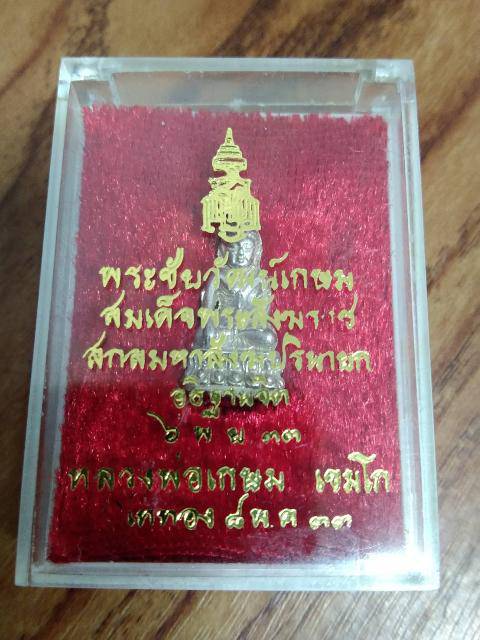 พระชัยวัฒน์เกษม
สมเด็จพระสังฆราช
สกลมหาสังฆปริณายก
อธิฐานจิต
๖ พ ย ๓๓
หลวงพ่อเกษม เขมโก
เททอง ๘ พ.ค ๓๓